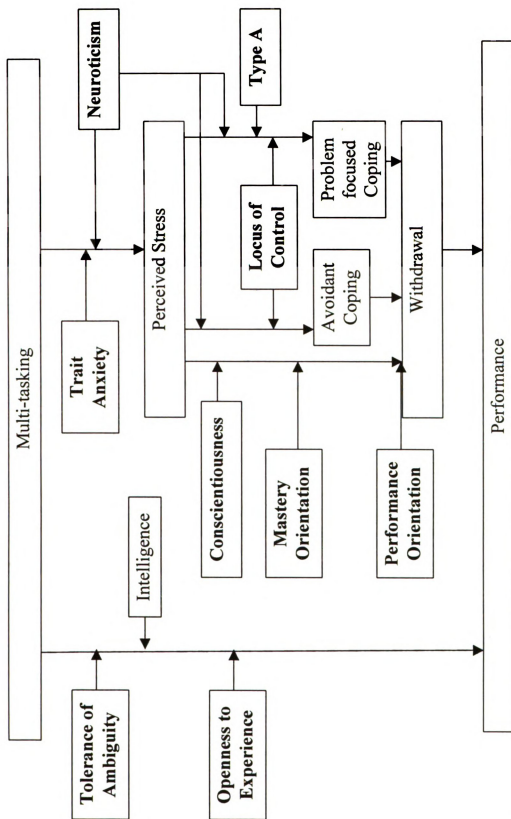 Multi-tasking
Tolerance of
Ambiguity
Trait
Anxiety
Neuroticism
Intelligence
Perceived Stress
Openness to
Experience
Conscientiousness
Locus of
Control
Type A
Mastery
Orientation
Avoidant
Coping
Problem
focused
Coping
Performance
Orientation
Withdrawal
Performance